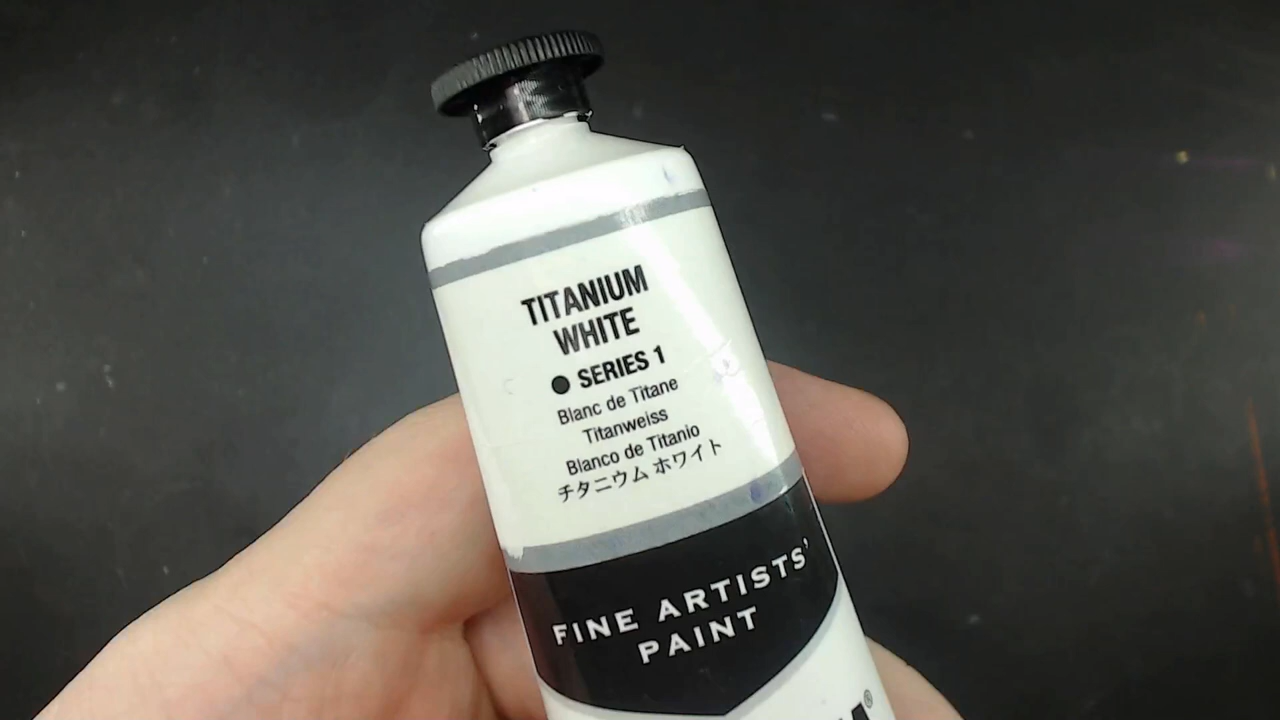 TITANIUM
WHITE
● SERIES 1
Blanc de Titane
Titanweiss
Blanco de Titanio
チタニウム ホワイト
FINE ARTISTS’
PAINT